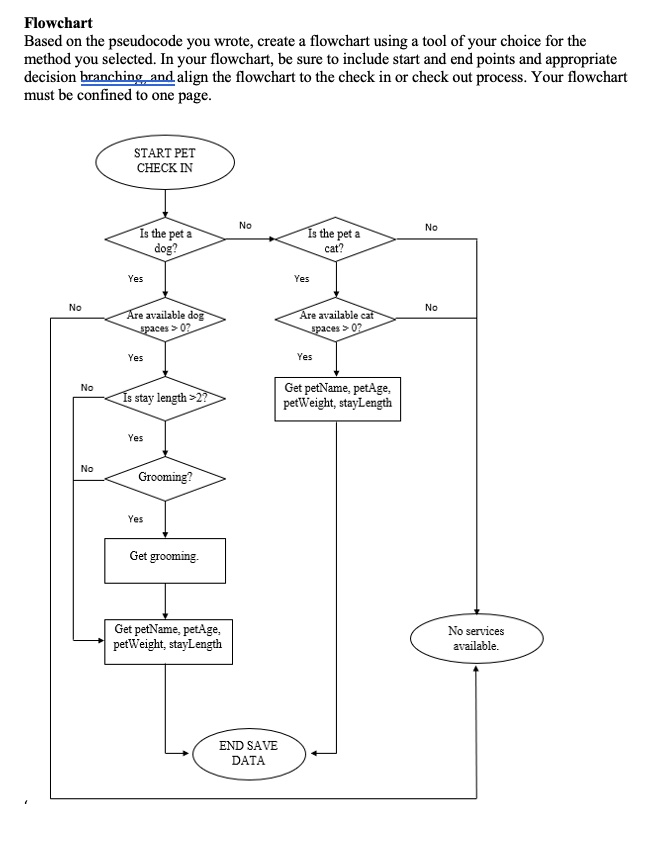 Flowchart
Based on the pseudocode you wrote, create a flowchart using a tool of your choice for the
method you selected. In your flowchart, be sure to include start and end points and appropriate
decision branching, and align the flowchart to the check in or check out process. Your flowchart
must be confined to one page.
START PET
CHECK IN
Is the pet a
dog?
No
Is the pet a
cat?
No
Yes
Yes
No
Are available dog
spaces > 0?
Are available cat
spaces > 0?
No
Yes
Yes
No
Is stay length >2?
Get petName, petAge,
petWeight, stayLength
Yes
No
Grooming?
Yes
Get grooming.
Get petName, petAge,
petWeight, stayLength
No services
available.
END SAVE
DATA